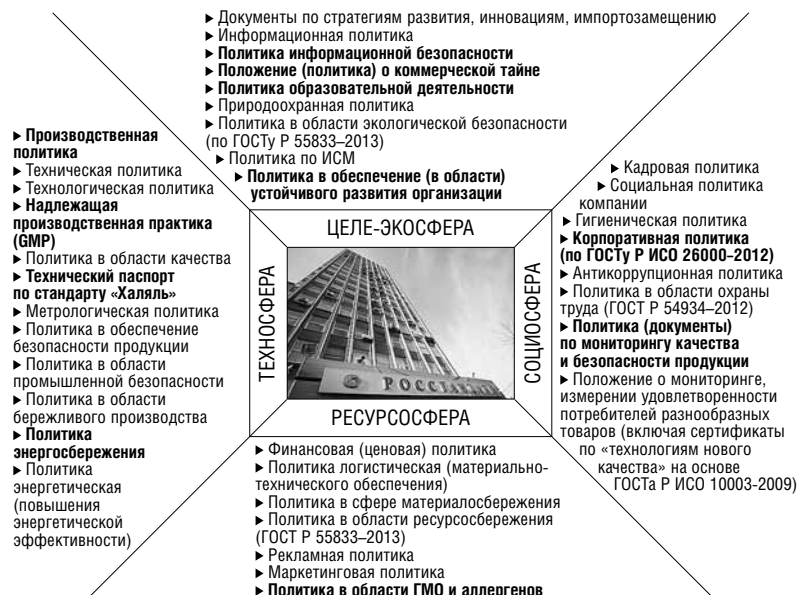 ▸ Документы по стратегиям развития, инновациям, импортозамещению
▸ Информационная политика
▸ Политика информационной безопасности
▸ Положение (политика) о коммерческой тайне
▸ Политика образовательной деятельности
▸ Природоохранная политика
▸ Политика в области экологической безопасности
(по ГОСТу Р 55833–2013)
▸ Политика по ИСМ
▸ Политика в обеспечение (в области)
устойчивого развития организации
▸ Производственная
политика
▸ Техническая политика
▸ Технологическая политика
▸ Надлежащая
производственная практика
(GMP)
▸ Политика в области качества
▸ Технический паспорт
по стандарту «Халяль»
▸ Метрологическая политика
▸ Политика в обеспечение
безопасности продукции
▸ Политика в области
промышленной безопасности
▸ Политика в области
бережливого производства
▸ Политика
энергосбережения
▸ Политика
энергетическая
(повышения
энергетической
эффективности)
ЦЕЛЕ-ЭКОСФЕРА
ТЕХНОСФЕРА
СОЦИОСФЕРА
РЕСУРСОСФЕРА
▸ Кадровая политика
▸ Социальная политика
компании
▸ Гигиеническая политика
▸ Корпоративная политика
(по ГОСТу Р ИСО 26000-2012)
▸ Антикоррупционная политика
▸ Политика в области охраны
труда (ГОСТ Р 54934–2012)
▸ Политика (документы)
по мониторингу качества
и безопасности продукции
▸ Положение о мониторинге,
измерении удовлетворенности
потребителей разнообразных
товаров (включая сертификаты
по «технологиям нового
качества» на основе
ГОСТа Р ИСО 10003-2009)
▸ Финансовая (ценовая) политика
▸ Политика логистическая (материально-
технического обеспечения)
▸ Политика в сфере материалосбережения
▸ Политика в области ресурсосбережения
(ГОСТ Р 55833–2013)
▸ Рекламная политика
▸ Маркетинговая политика
▸ Политика в области ГМО и аллергенов